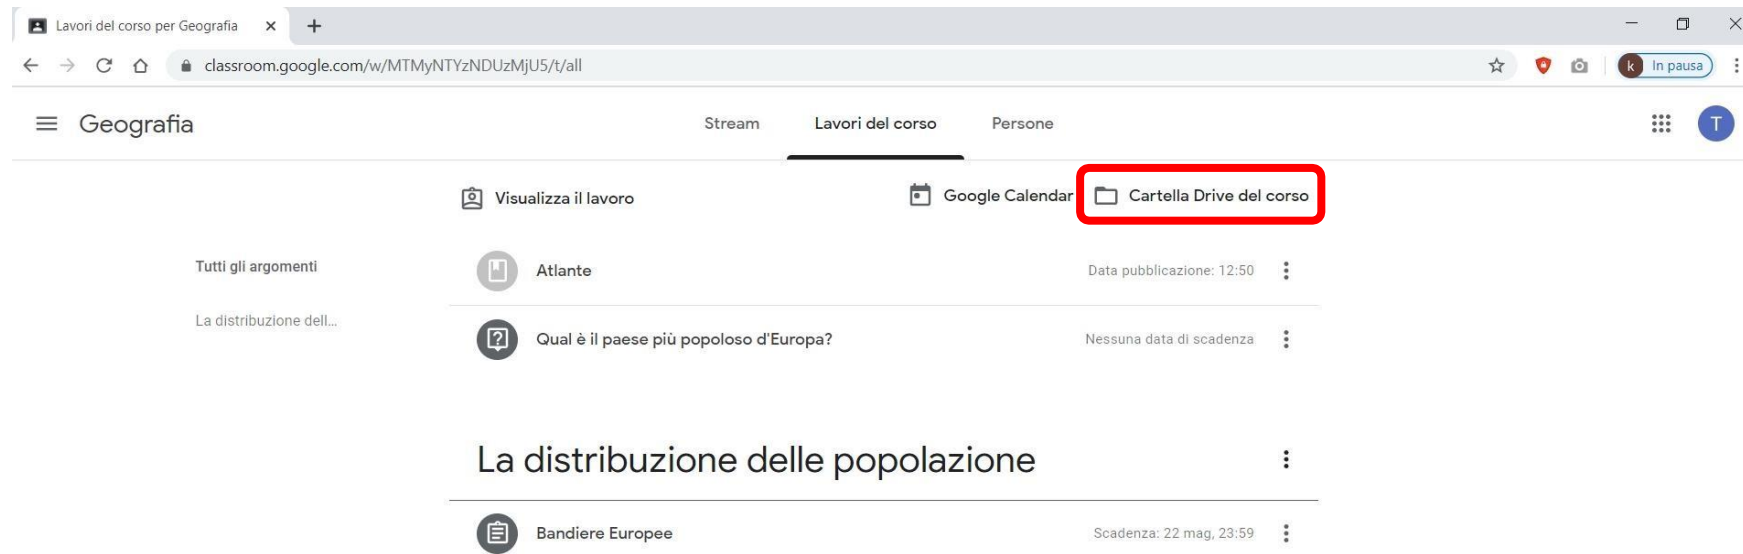 Lavori del corso per Geografia
classroom.google.com/w/MTMyNTYzNDUzMjU5/t/all
k In pausa
Geografia
Stream Lavori del corso Persone
T
Visualizza il lavoro
Google Calendar Cartella Drive del corso
Tutti gli argomenti
La distribuzione dell...
Atlante Data pubblicazione: 12:50
Qual è il paese più popoloso d'Europa? Nessuna data di scadenza
La distribuzione delle popolazione
Bandiere Europee Scadenza: 22 mag, 23:59